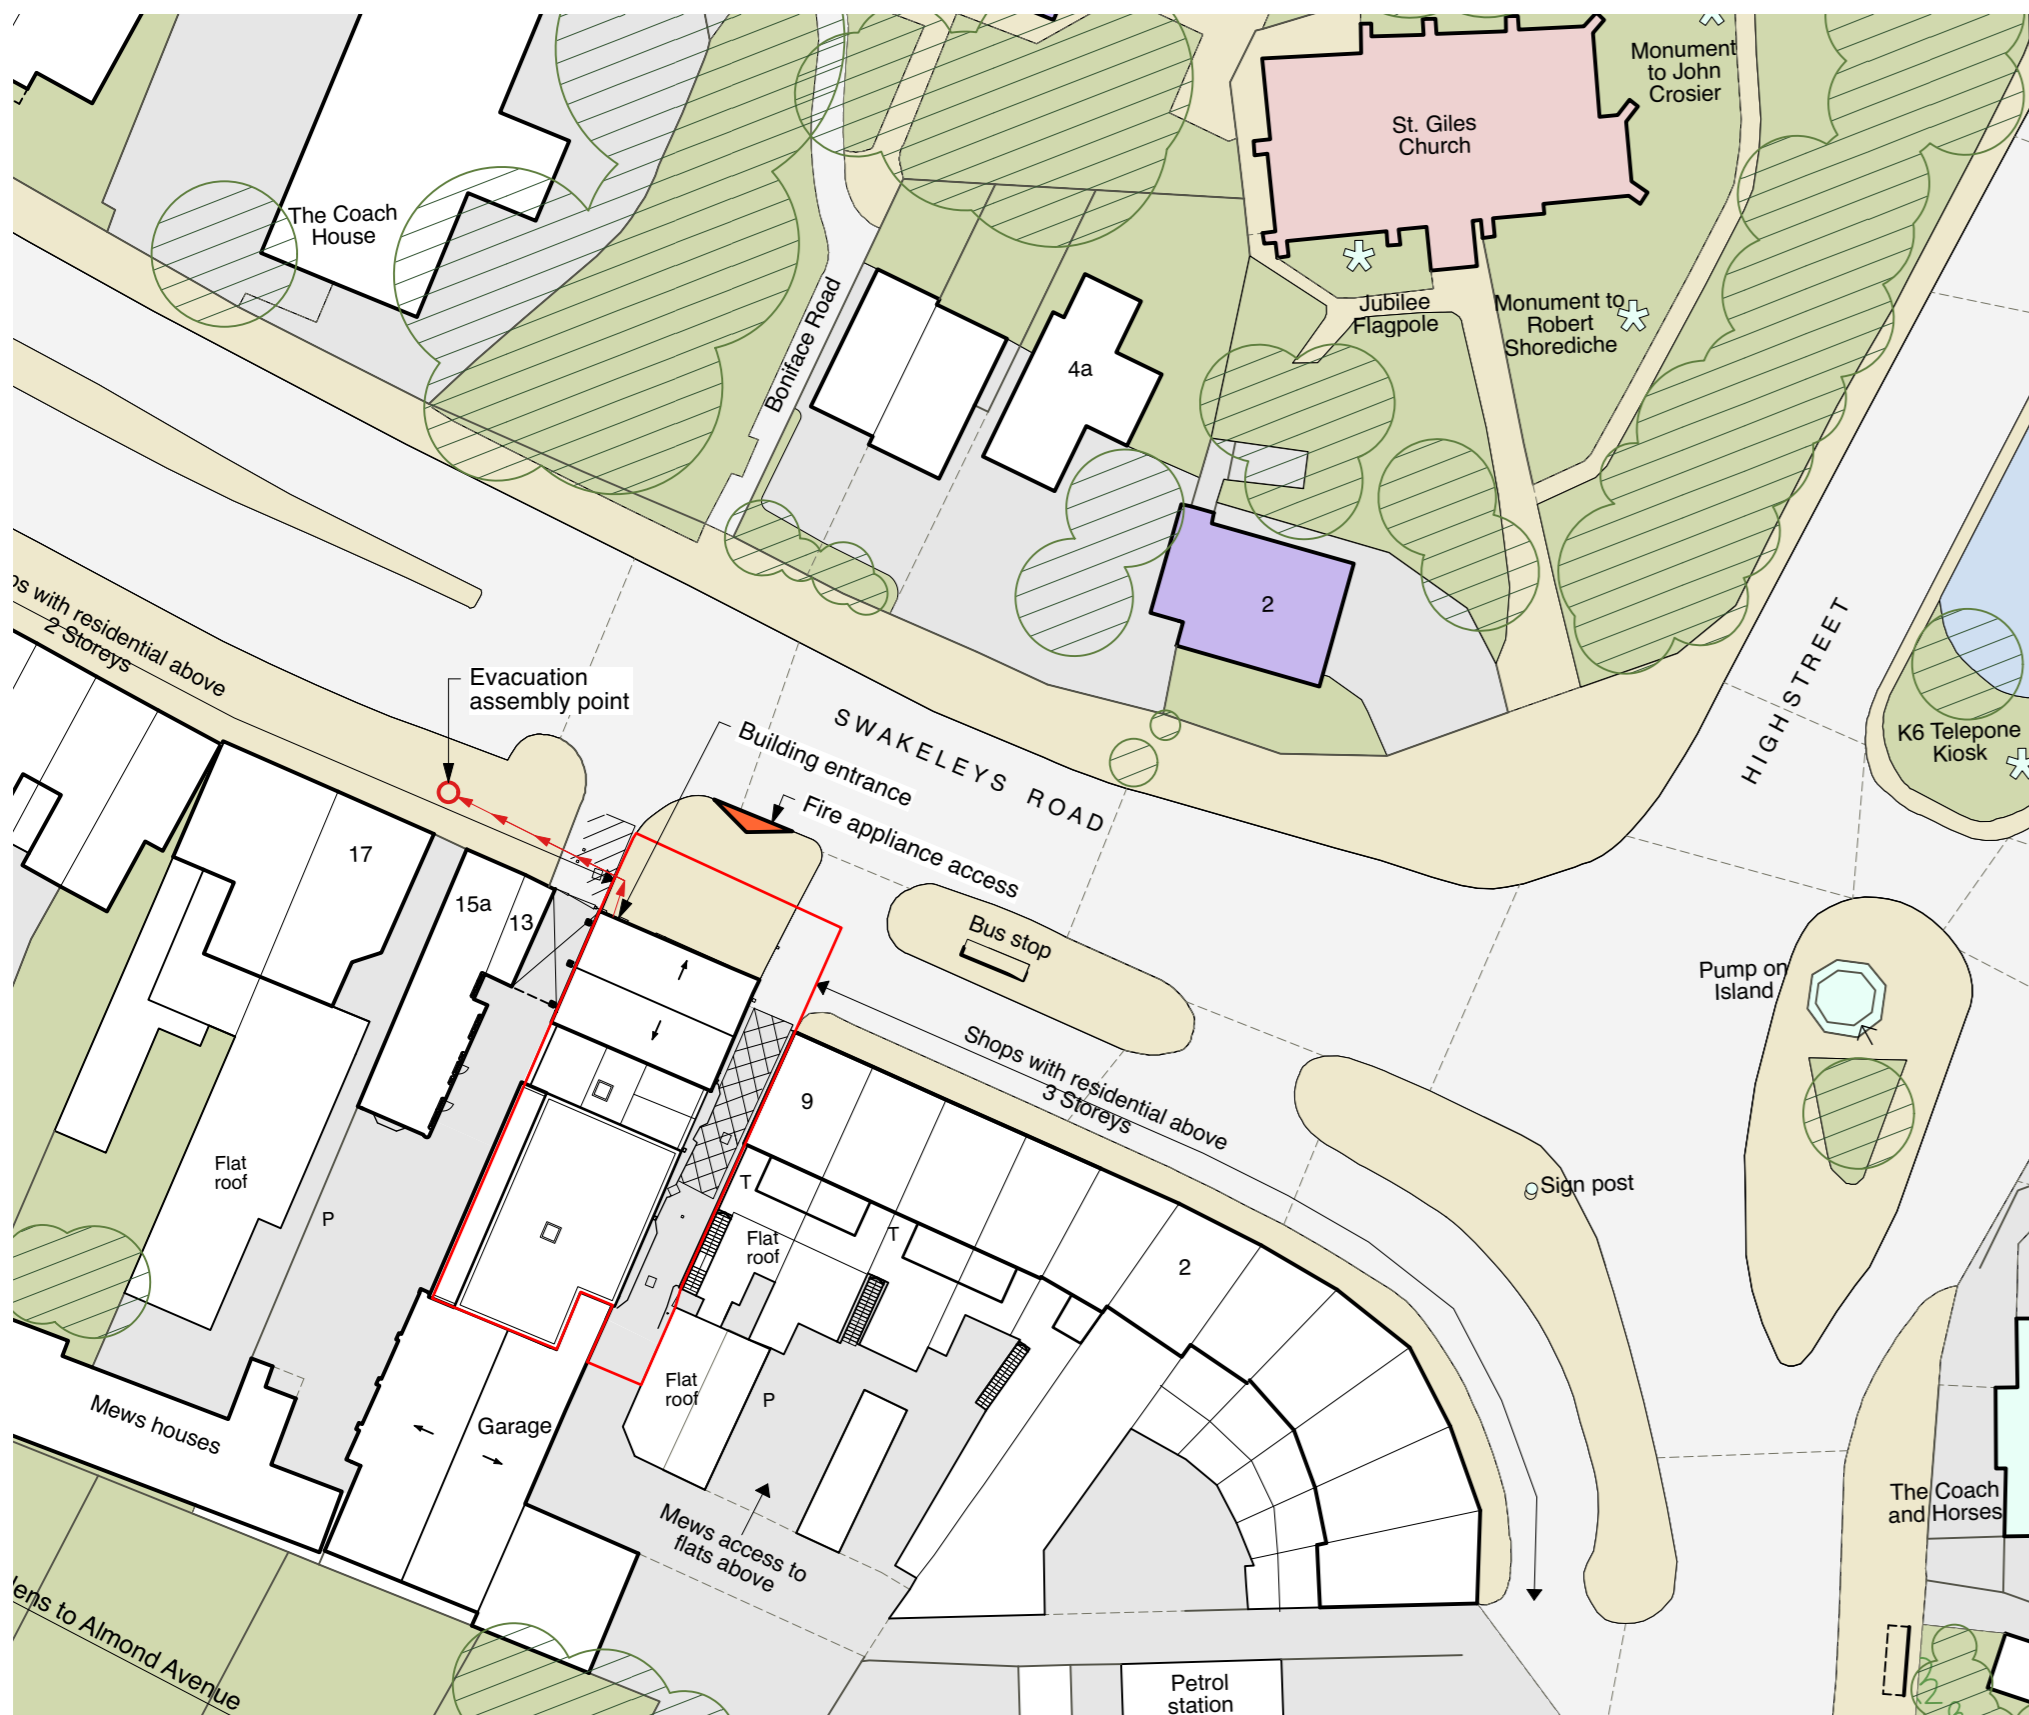 Monument
to John
Crosier
St. Giles
Church
The Coach
House
Jubilee
Flagpole
Monument to
Robert
Shorediche
Boniface Road
4a
2
ps with residential above
2 Storeys
Evacuation
assembly point
Building entrance
Fire appliance access
SWAKELEYS ROAD
HIGH STREET
K6 Telepone
Kiosk
17
15a
13
Bus stop
Pump on
Island
Shops with residential above
3 Storeys
9
Flat
roof
P
T
Flat
roof
T
2
Sign post
Flat
roof
P
Mews houses
Garage
Mews access to
flats above
The Coach
and Horses
lens to Almond Avenue
Petrol
station